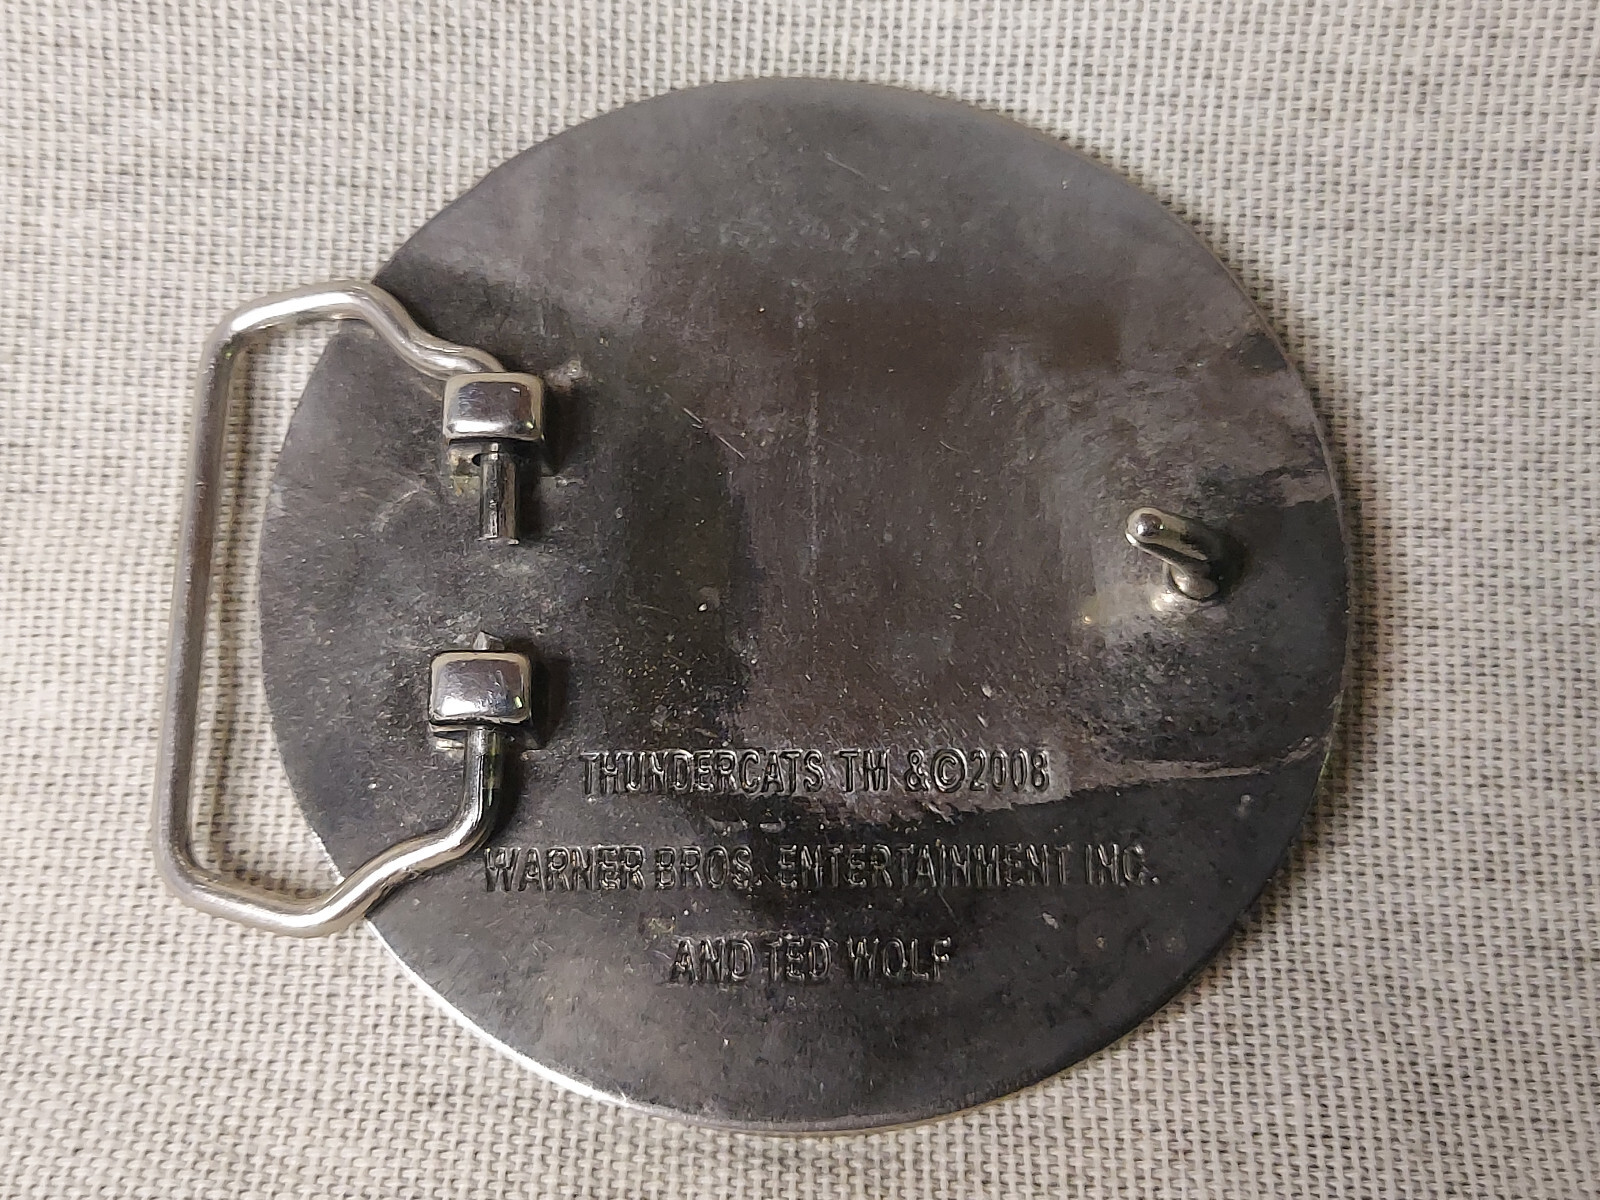 THUNDERCATS TM &©2008
WARNER BROS. ENTERTAINMENT INC.
AND TED WOLF